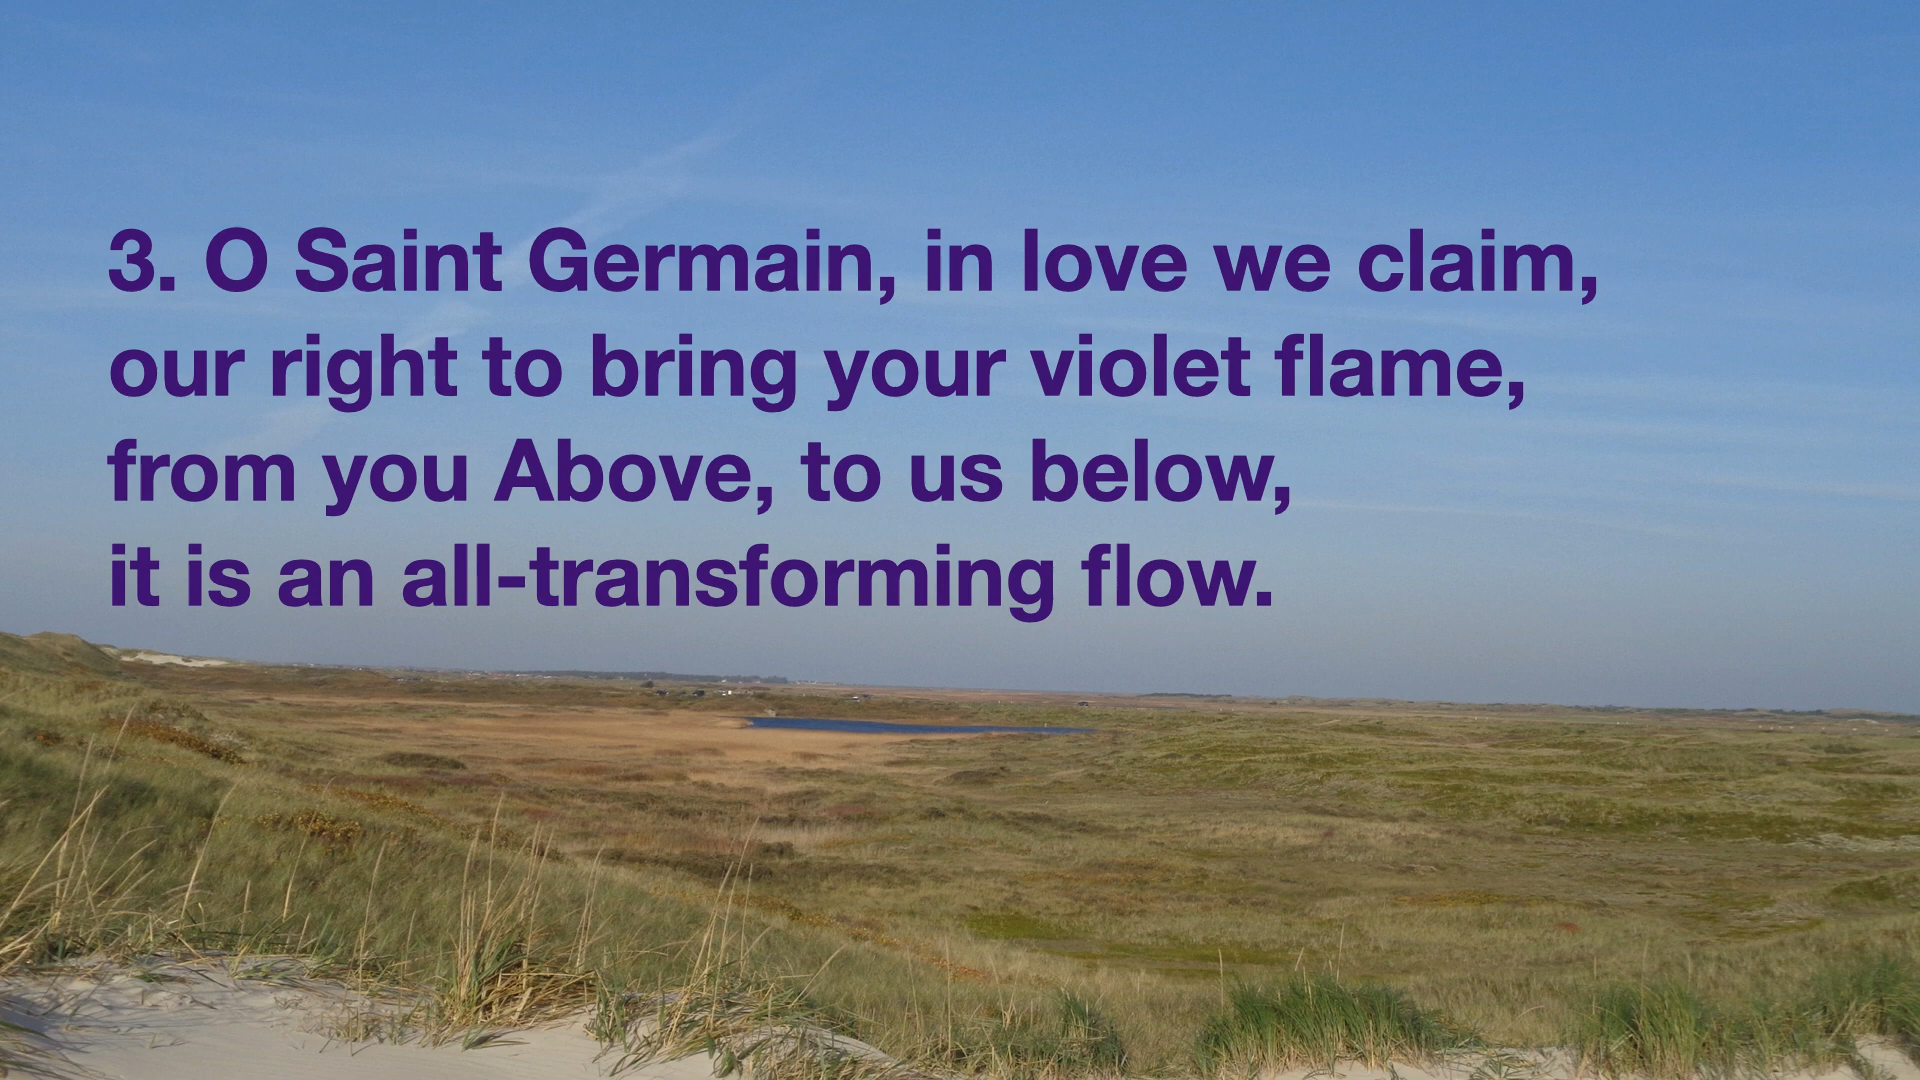 3. O Saint Germain, in love we claim,
our right to bring your violet flame,
from you Above, to us below,
it is an all-transforming flow.